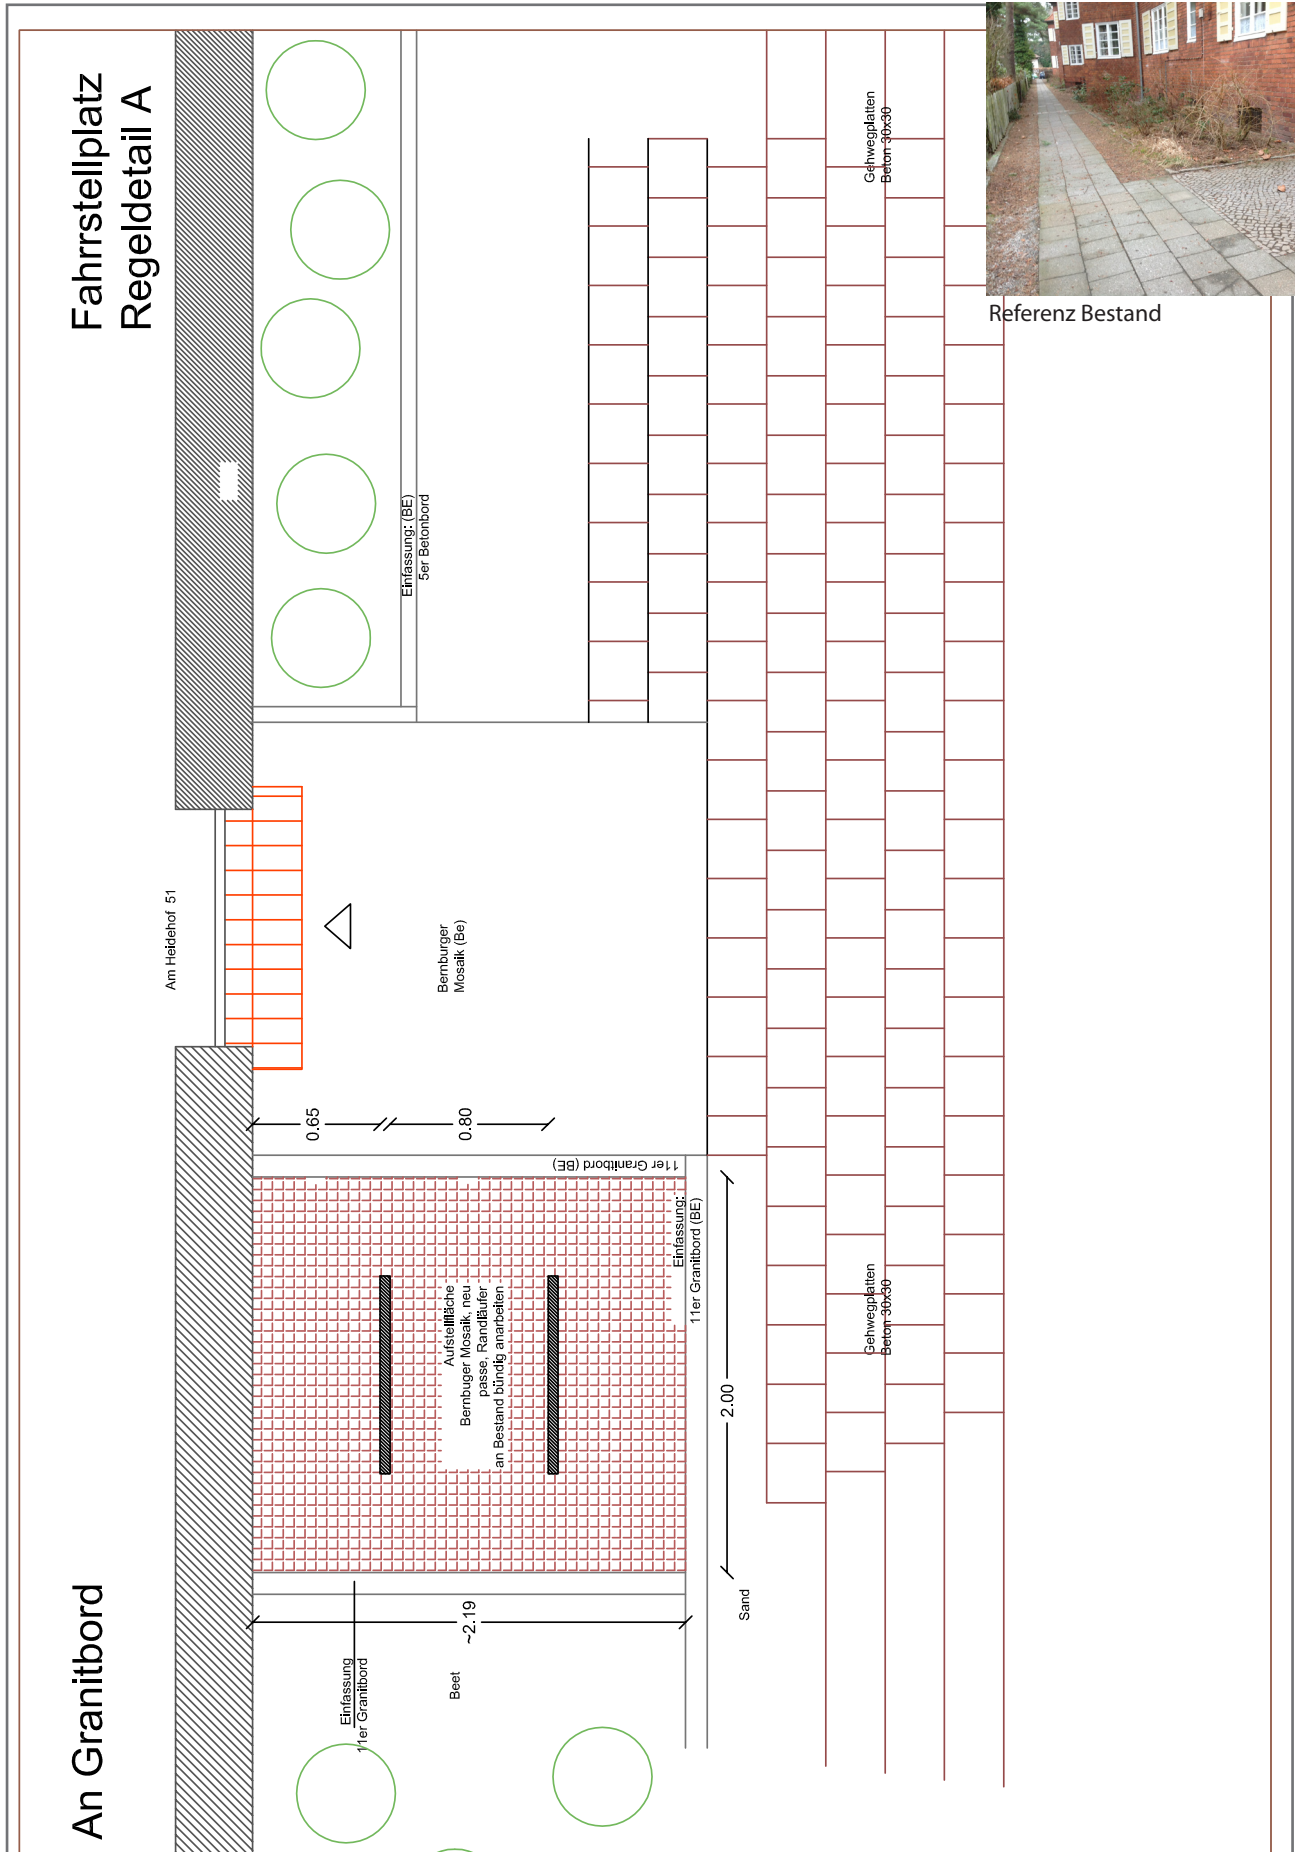 Fahrrstellplatz
Regeldetail A
An Granitbord
Referenz Bestand
Gehwegplatten
Beton 30x30
Einfassung: (BE)
5er Betonbord
Am Heidehof 51
Bernburger
Mosaik (Be)
0.65
0.80
11er Granitbord (BE)
Einfassung:
11er Granitbord (BE)
Aufstellfläche
Bernbuger Mosaik, neu
passe, Randläufer
an Bestand bündig anarbeiten
2.00
Gehwegplatten
Beton 30x30
~2.19
Sand
Einfassung
11er Granitbord
Beet